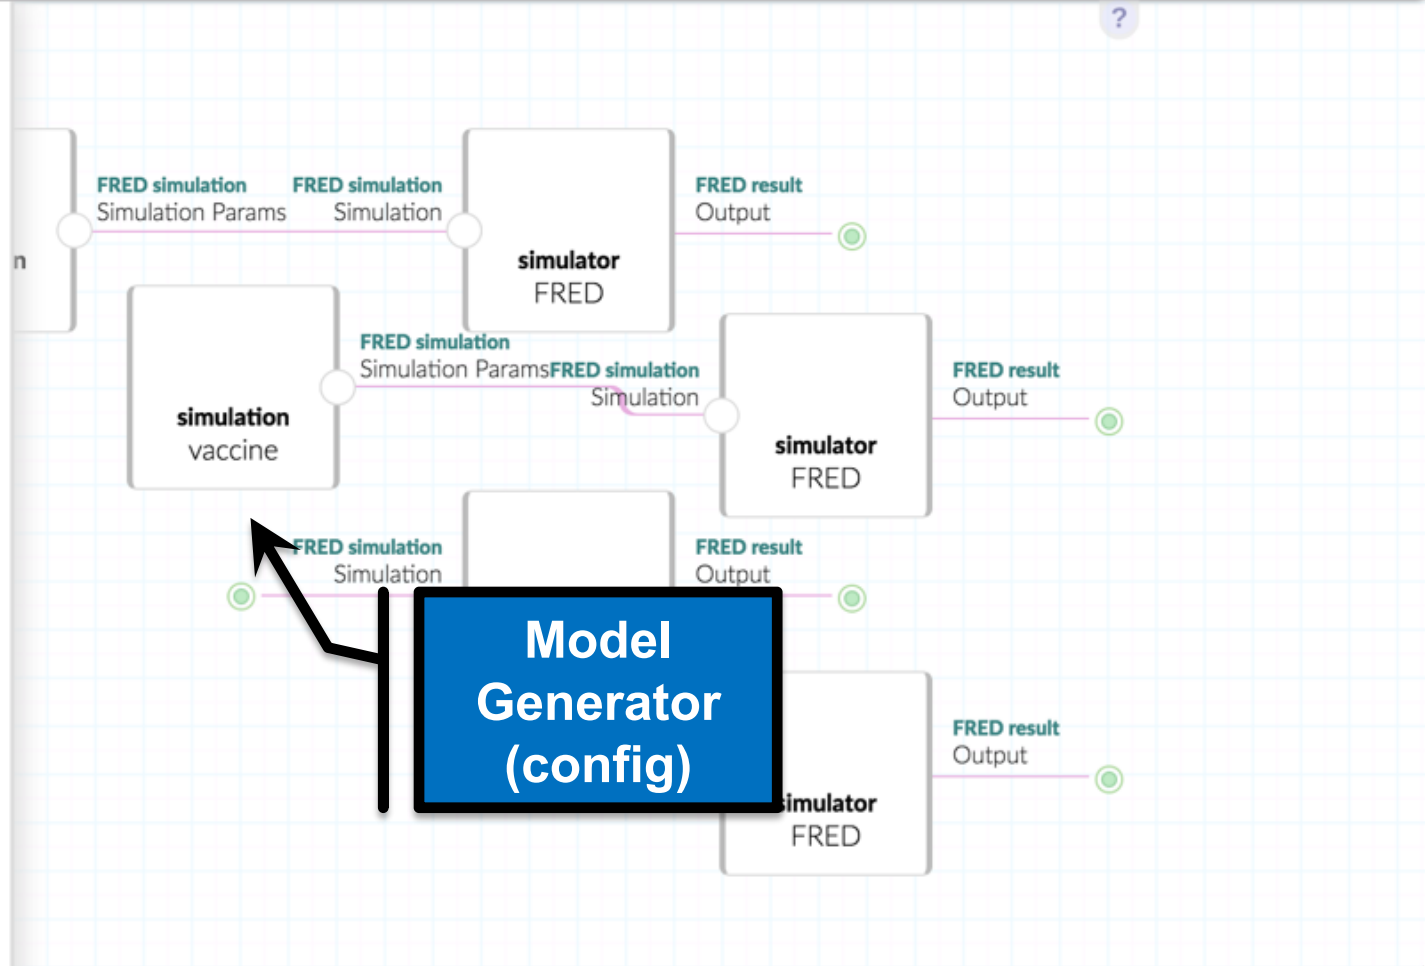 ?
FRED simulation
Simulation Params
FRED simulation
Simulation
FRED result
Output
n
simulator
FRED
FRED simulation
Simulation Params
FRED simulation
Simulation
FRED result
Output
simulation
vaccine
simulator
FRED
FRED simulation
Simulation
FRED result
Output
Model
Generator
(config)
FRED result
Output
simulator
FRED